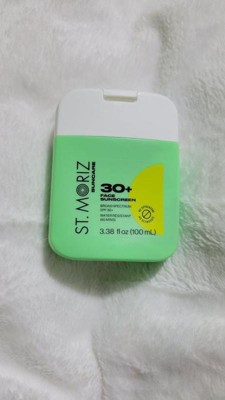 ST. MORIZ
SUNCARE
30+
FACE
SUNSCREEN
BROAD SPECTRUM
SPF 30+
WATER RESISTANT
3.38 fl oz (100 mL)